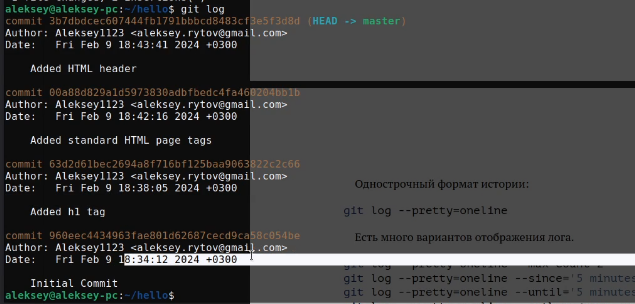 aleksey@aleksey-pc:~/hello$ git log
commit 3b7dbdcec607444fb1791bbbcd8483cf3e5f3d8d (HEAD -> master)
Author: Aleksey1123 <aleksey.rytov@gmail.com>
Date:   Fri Feb 9 18:43:41 2024 +0300
Added HTML header
commit 00a88d829a1d5973830adbfbedc4fa460204bb1b
Author: Aleksey1123 <aleksey.rytov@gmail.com>
Date:   Fri Feb 9 18:42:16 2024 +0300
Added standard HTML page tags
commit 63d2d61bec2694a8f716bf125baa9063822c2c66
Author: Aleksey1123 <aleksey.rytov@gmail.com>
Date:   Fri Feb 9 18:38:05 2024 +0300
Added h1 tag
commit 960eec4434963fae801d62687cecd9ca58c054be
Author: Aleksey1123 <aleksey.rytov@gmail.com>
Date:   Fri Feb 9 18:34:12 2024 +0300
Initial Commit
aleksey@aleksey-pc:~/hello$
Однострочный формат истории:
git log --pretty=oneline
Есть много вариантов отображения лога.
git log --pretty=oneline --max-count=2
git log --pretty=oneline --since='5 minutes
git log --pretty=oneline --until='5 minutes